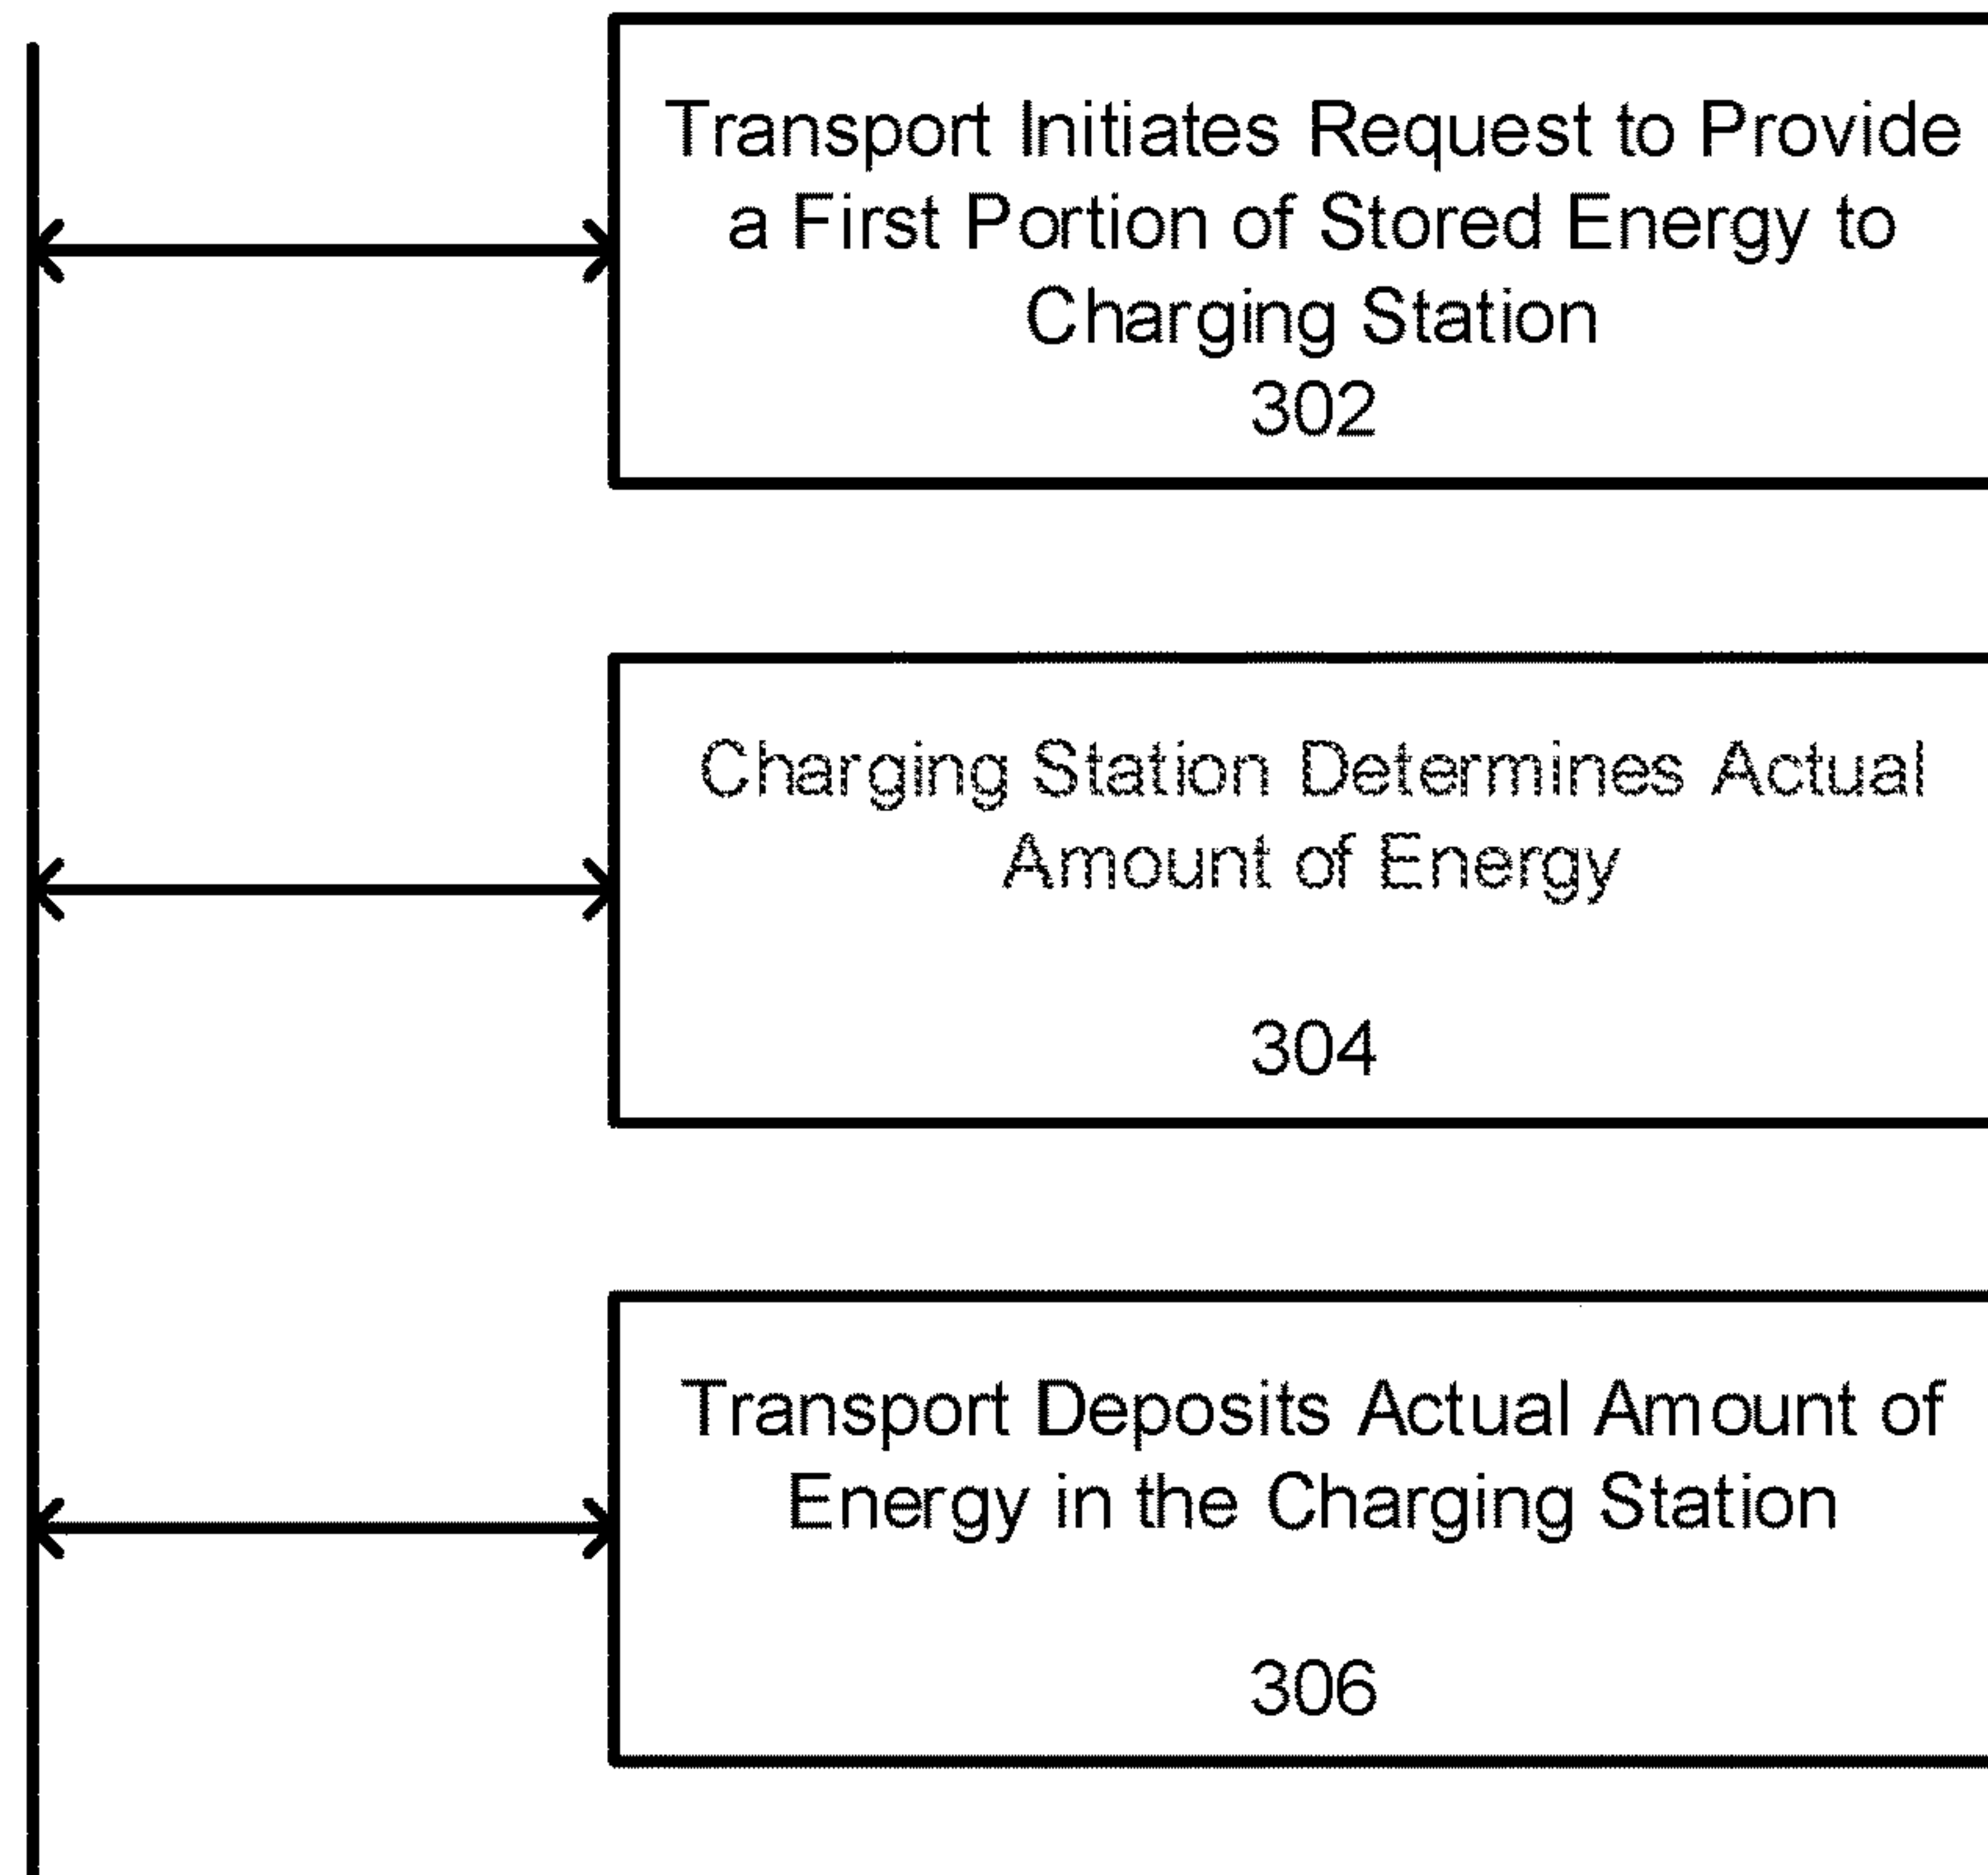 Transport Initiates Request to Provide
a First Portion of Stored Energy to
Charging Station
302
Charging Station Determines Actual
Amount of Energy
304
Transport Deposits Actual Amount of
Energy in the Charging Station
306